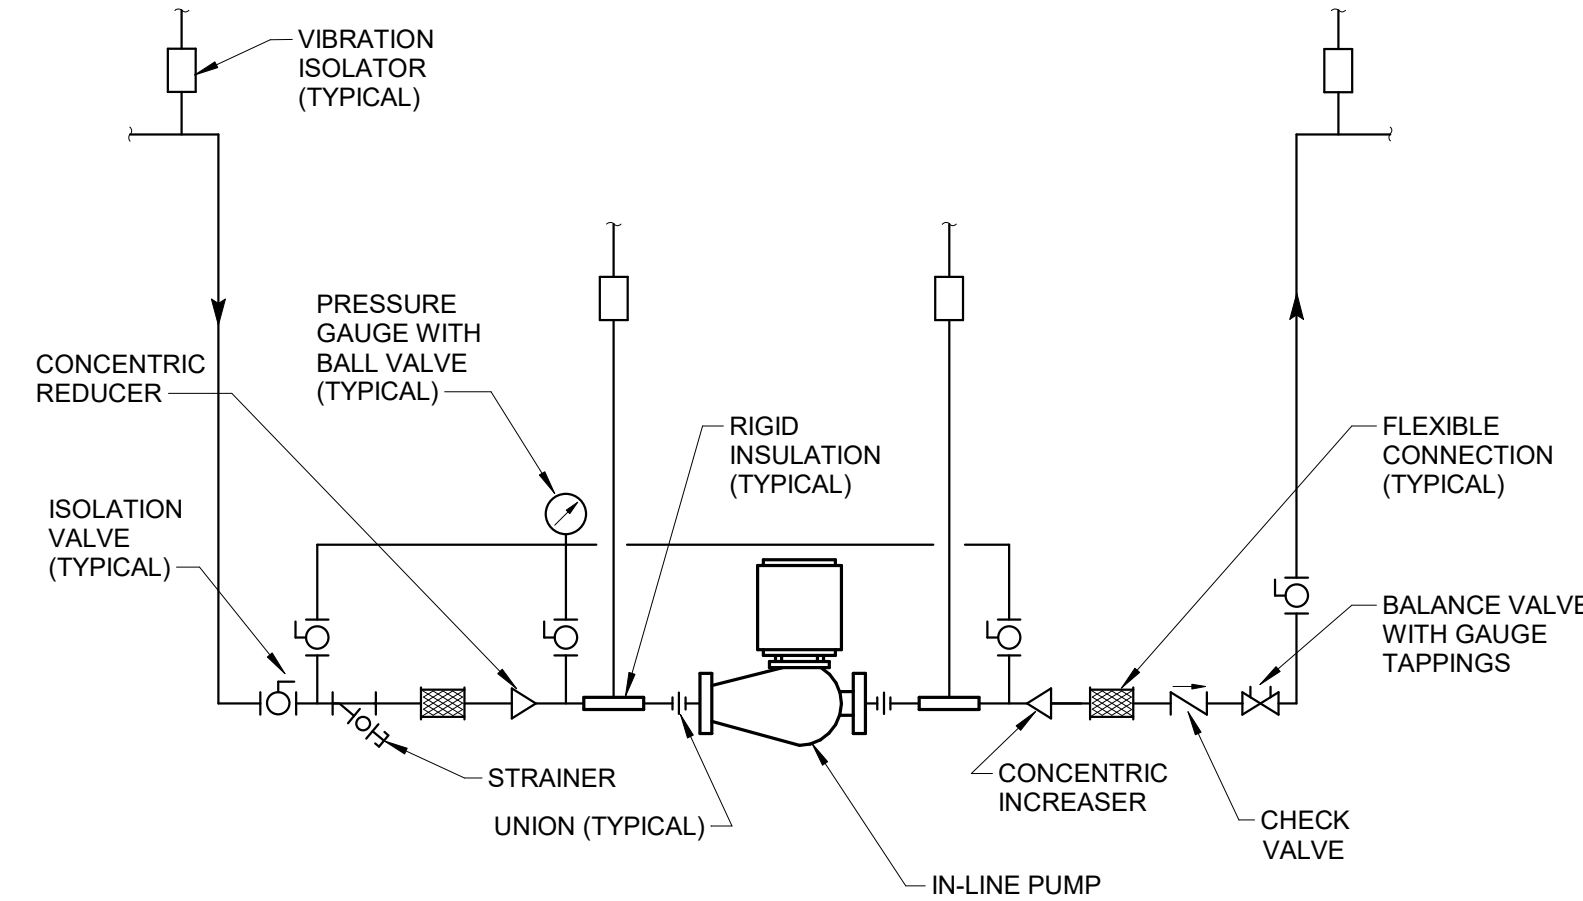 VIBRATION
ISOLATOR
(TYPICAL)
PRESSURE
GAUGE WITH
BALL VALVE
(TYPICAL)
CONCENTRIC
REDUCER
RIGID
INSULATION
(TYPICAL)
FLEXIBLE
CONNECTION
(TYPICAL)
ISOLATION
VALVE
(TYPICAL)
BALANCE VALVE
WITH GAUGE
TAPPINGS
STRAINER
CONCENTRIC
INCREASER
UNION (TYPICAL)
CHECK
VALVE
IN-LINE PUMP